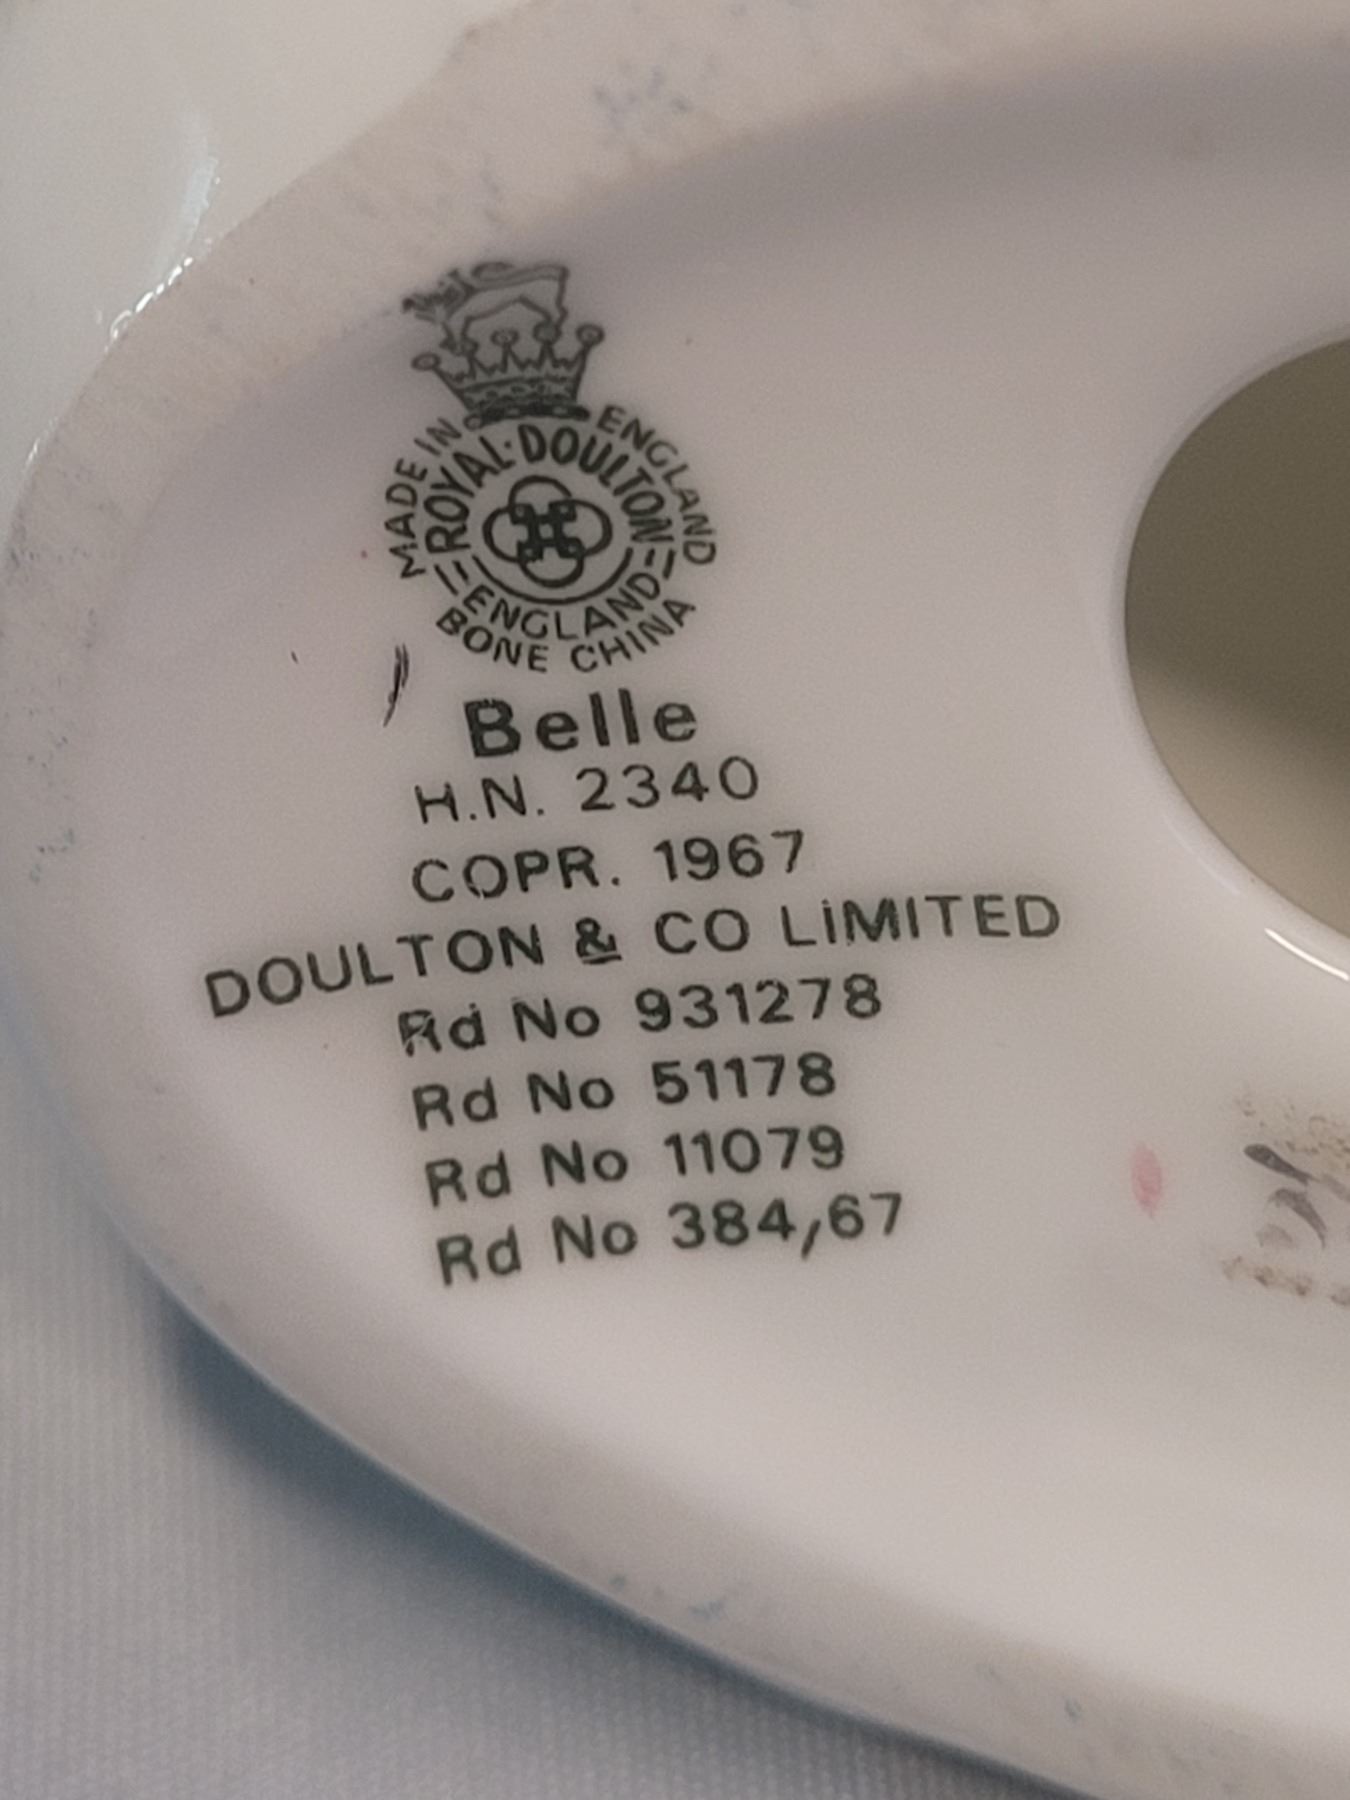 MADE IN ENGLAND
ROYAL·DOULTON
ENGLAND
BONE CHINA
Belle
H.N. 2340
COPR. 1967
DOULTON & CO LIMITED
Rd No 931278
Rd No 51178
Rd No 11079
Rd No 384,67